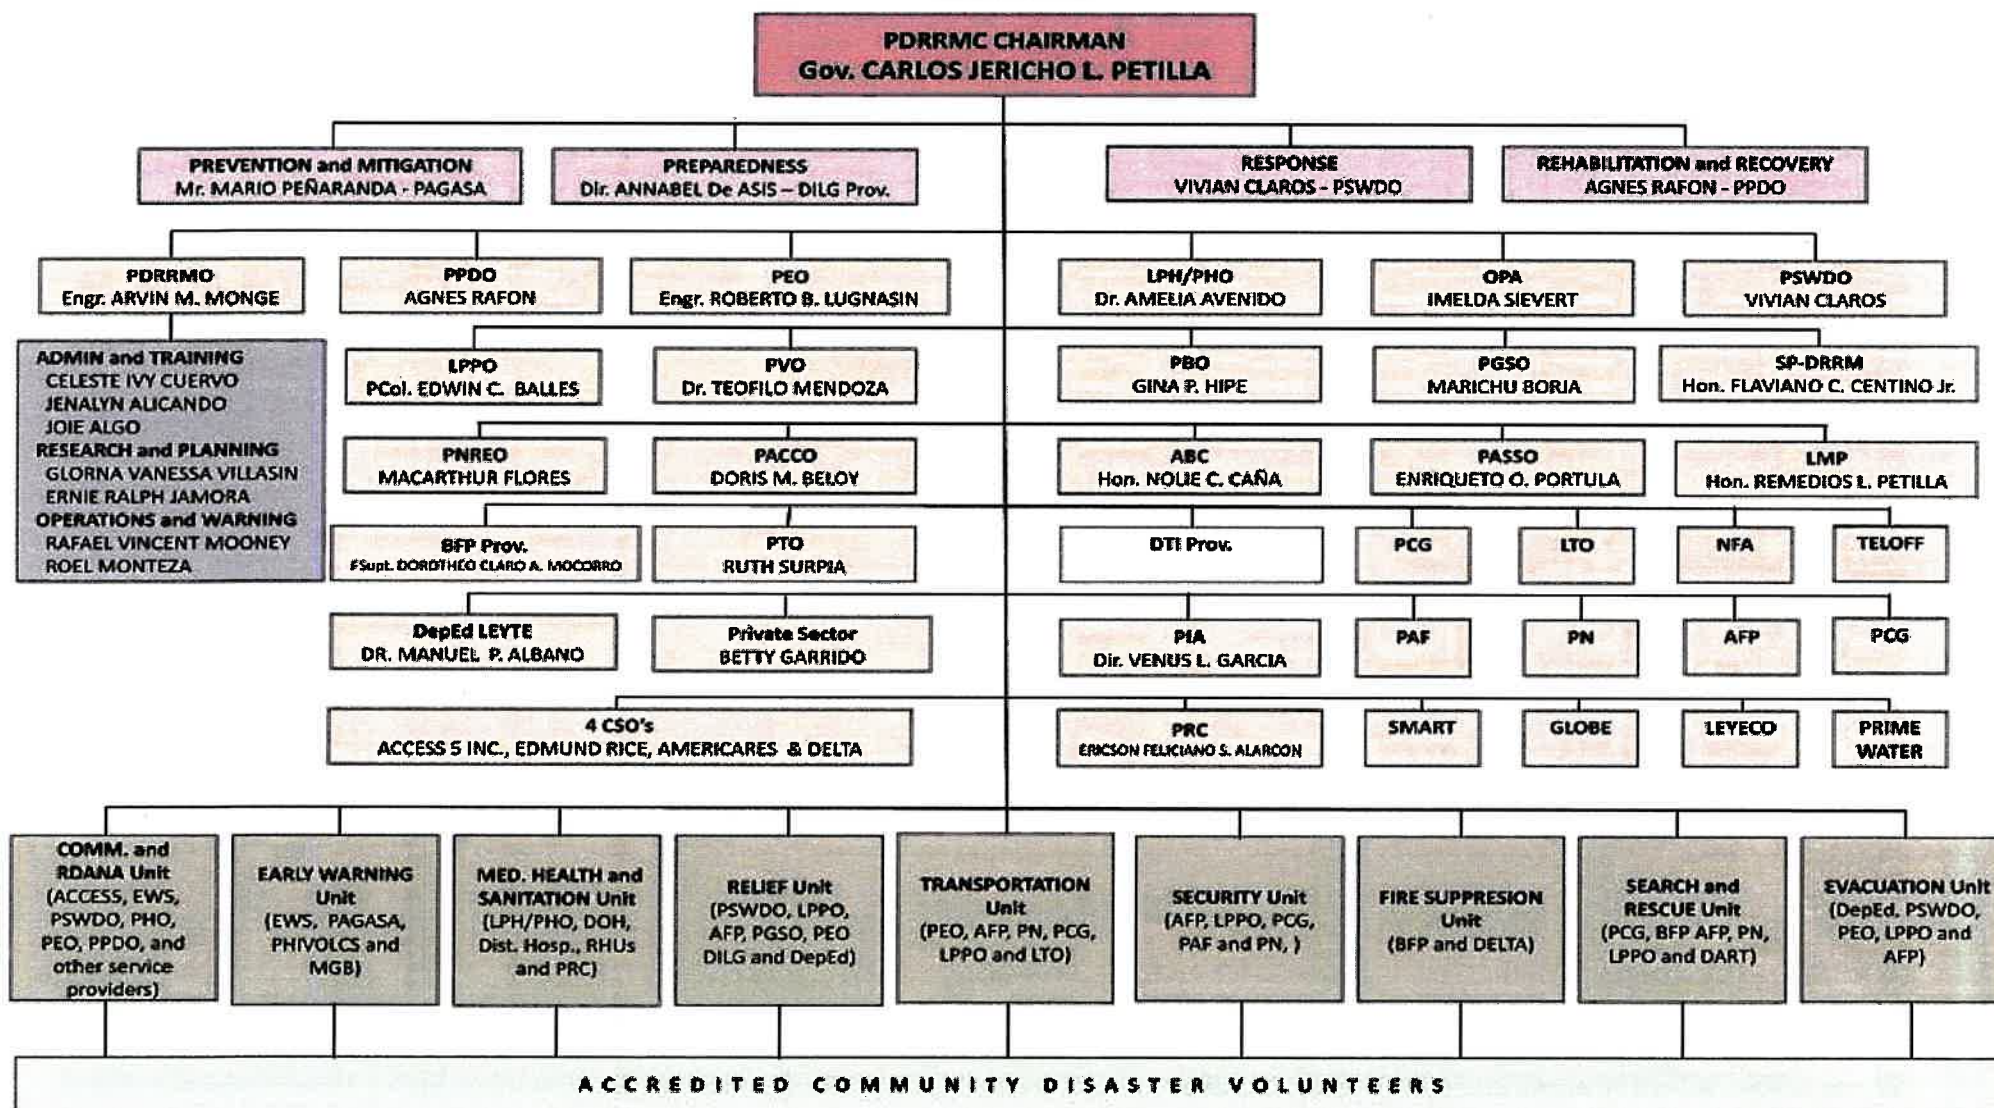 PDRRMC CHAIRMAN
Gov. CARLOS JERICHO L. PETILLA
PREVENTION and MITIGATION
Mr. MARIO PEÑARANDA - PAGASA
PREPAREDNESS
Dir. ANNABEL De ASIS – DILG Prov.
RESPONSE
VIVIAN CLAROS - PSWDO
REHABILITATION and RECOVERY
AGNES RAFON - PPDO
PDRRMO
Engr. ARVIN M. MONGE
PPDO
AGNES RAFON
PEO
Engr. ROBERTO B. LUGNASIN
LPH/PHO
Dr. AMELIA AVENIDO
OPA
IMELDA SIEVERT
PSWDO
VIVIAN CLAROS
ADMIN and TRAINING
CELESTE IVY CUERVO
JENALYN ALICANDO
JOIE ALGO
RESEARCH and PLANNING
GLORNA VANESSA VILLASIN
ERNIE RALPH JAMORA
OPERATIONS and WARNING
RAFAEL VINCENT MOONEY
ROEL MONTEZA
LPPO
PCol. EDWIN C. BALLES
PVO
Dr. TEOFILO MENDOZA
PBO
GINA P. HIPE
PGSO
MARICHU BORJA
SP-DRRM
Hon. FLAVIANO C. CENTINO Jr.
PNREO
MACARTHUR FLORES
PACCO
DORIS M. BELOY
ABC
Hon. NOLIE C. CAÑA
PASSO
ENRIQUETO O. PORTULA
LMP
Hon. REMEDIOS L. PETILLA
BFP Prov.
FSupt. DOROTHEO CLARO A. MOCORRO
PTO
RUTH SURPIA
DTI Prov.
PCG
LTO
NFA
TELOFF
DepEd LEYTE
DR. MANUEL P. ALBANO
Private Sector
BETTY GARRIDO
PIA
Dir. VENUS L. GARCIA
PAF
PN
AFP
PCG
4 CSO's
ACCESS 5 INC., EDMUND RICE, AMERICARES & DELTA
PRC
ERICSON FELICIANO S. ALARCON
SMART
GLOBE
LEYECO
PRIME
WATER
COMM. and
RDANA Unit
(ACCESS, EWS,
PSWDO, PHO,
PEO, PPDO, and
other service
providers)
EARLY WARNING
Unit
(EWS, PAGASA,
PHIVOLCS and
MGB)
MED. HEALTH and
SANITATION Unit
(LPH/PHO, DOH,
Dist. Hosp., RHUs
and PRC)
RELIEF Unit
(PSWDO, LPPO,
AFP, PGSO, PEO
DILG and DepEd)
TRANSPORTATION
Unit
(PEO, AFP, PN, PCG,
LPPO and LTO)
SECURITY Unit
(AFP, LPPO, PCG,
PAF and PN, )
FIRE SUPPRESION
Unit
(BFP and DELTA)
SEARCH and
RESCUE Unit
(PCG, BFP AFP, PN,
LPPO and DART)
EVACUATION Unit
(DepEd, PSWDO,
PEO, LPPO and
AFP)
ACCREDITED COMMUNITY DISASTER VOLUNTEERS